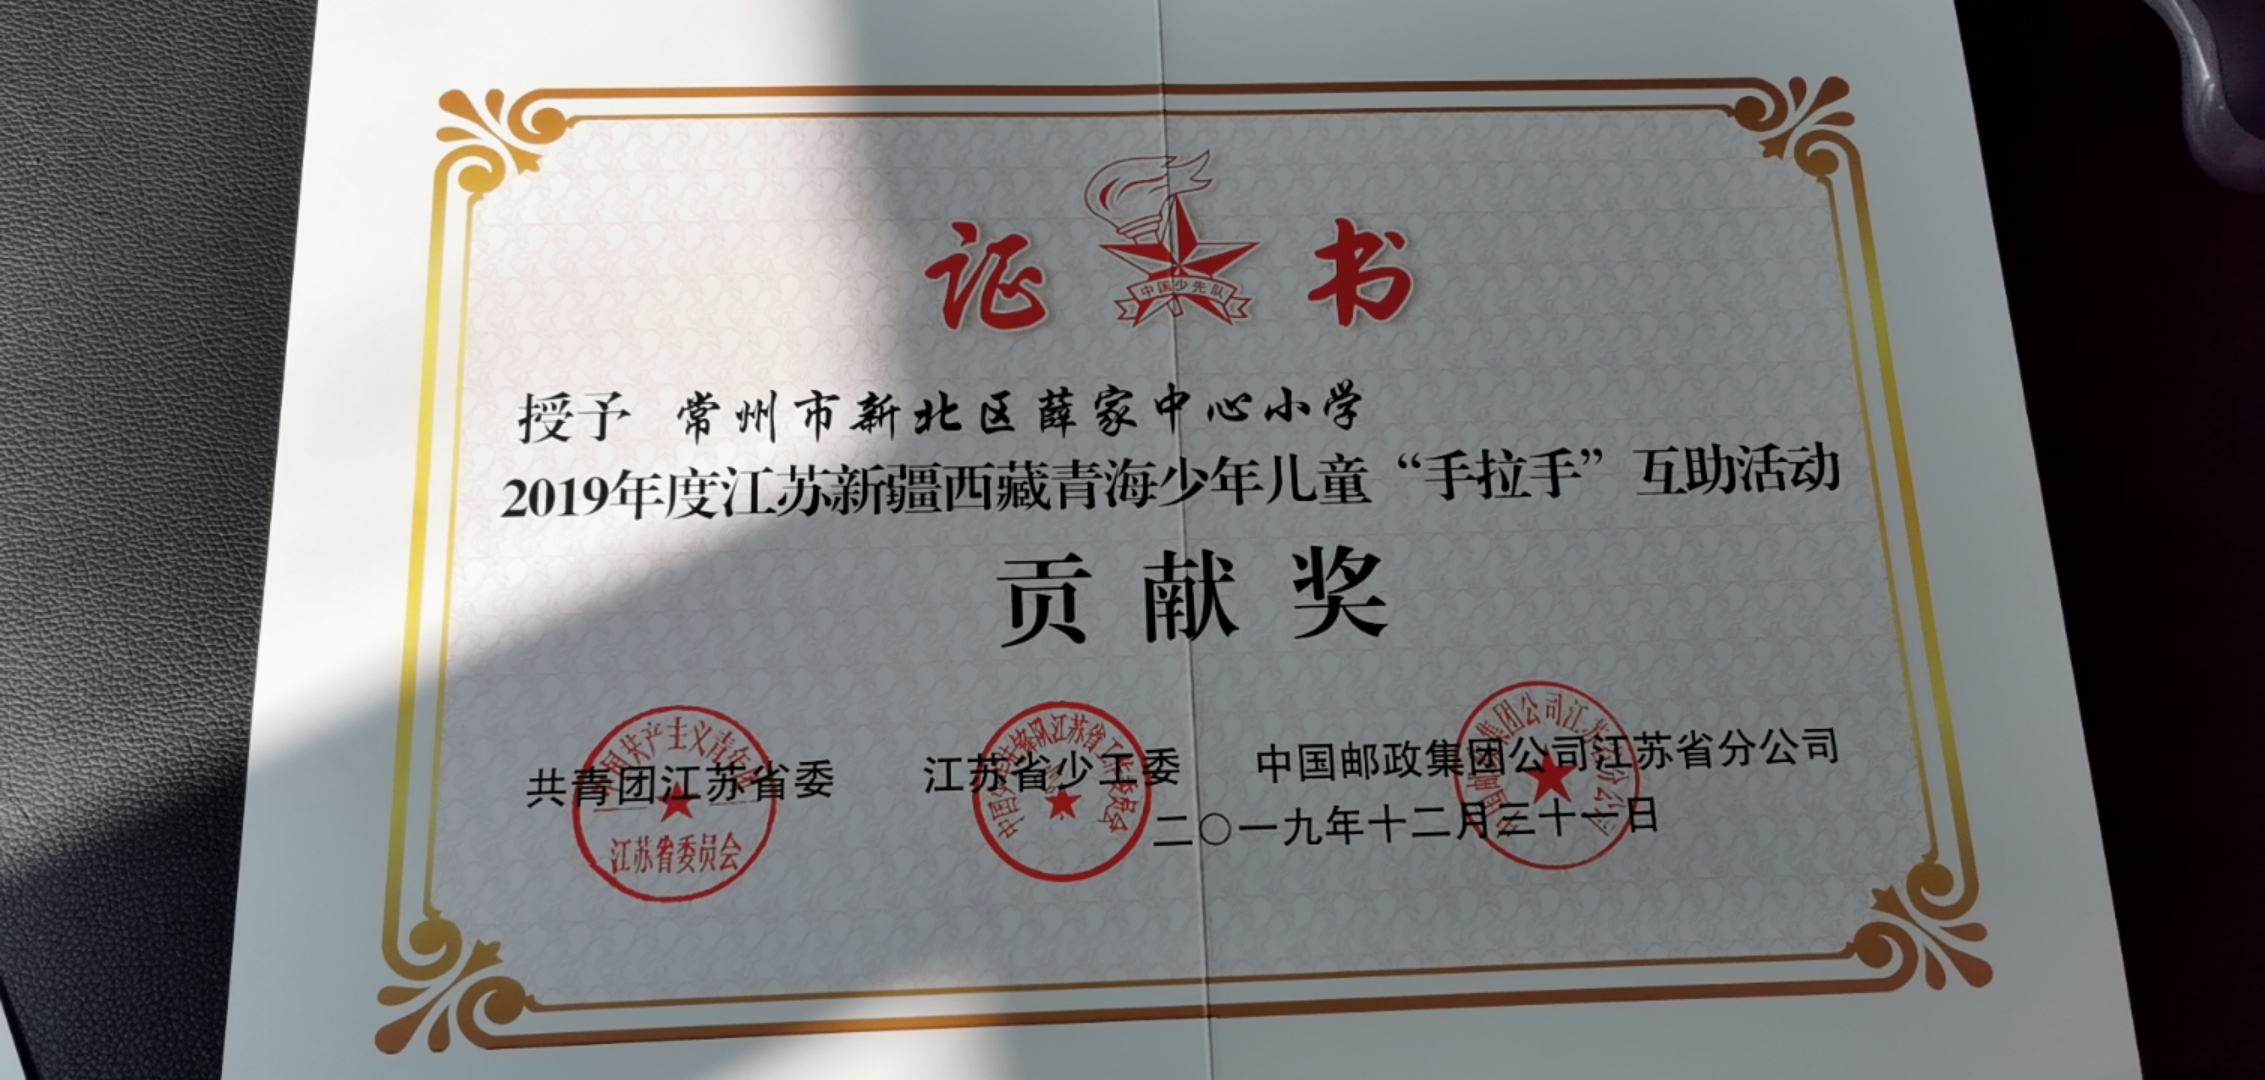 证书
中国少先队
授予 常州市新北区薛家中心小学
2019年度江苏新疆西藏青海少年儿童“手拉手”互助活动
贡献奖
共青团江苏省委 江苏省少工委 中国邮政集团公司江苏省分公司
二〇一九年十二月三十一日
江苏省委员会